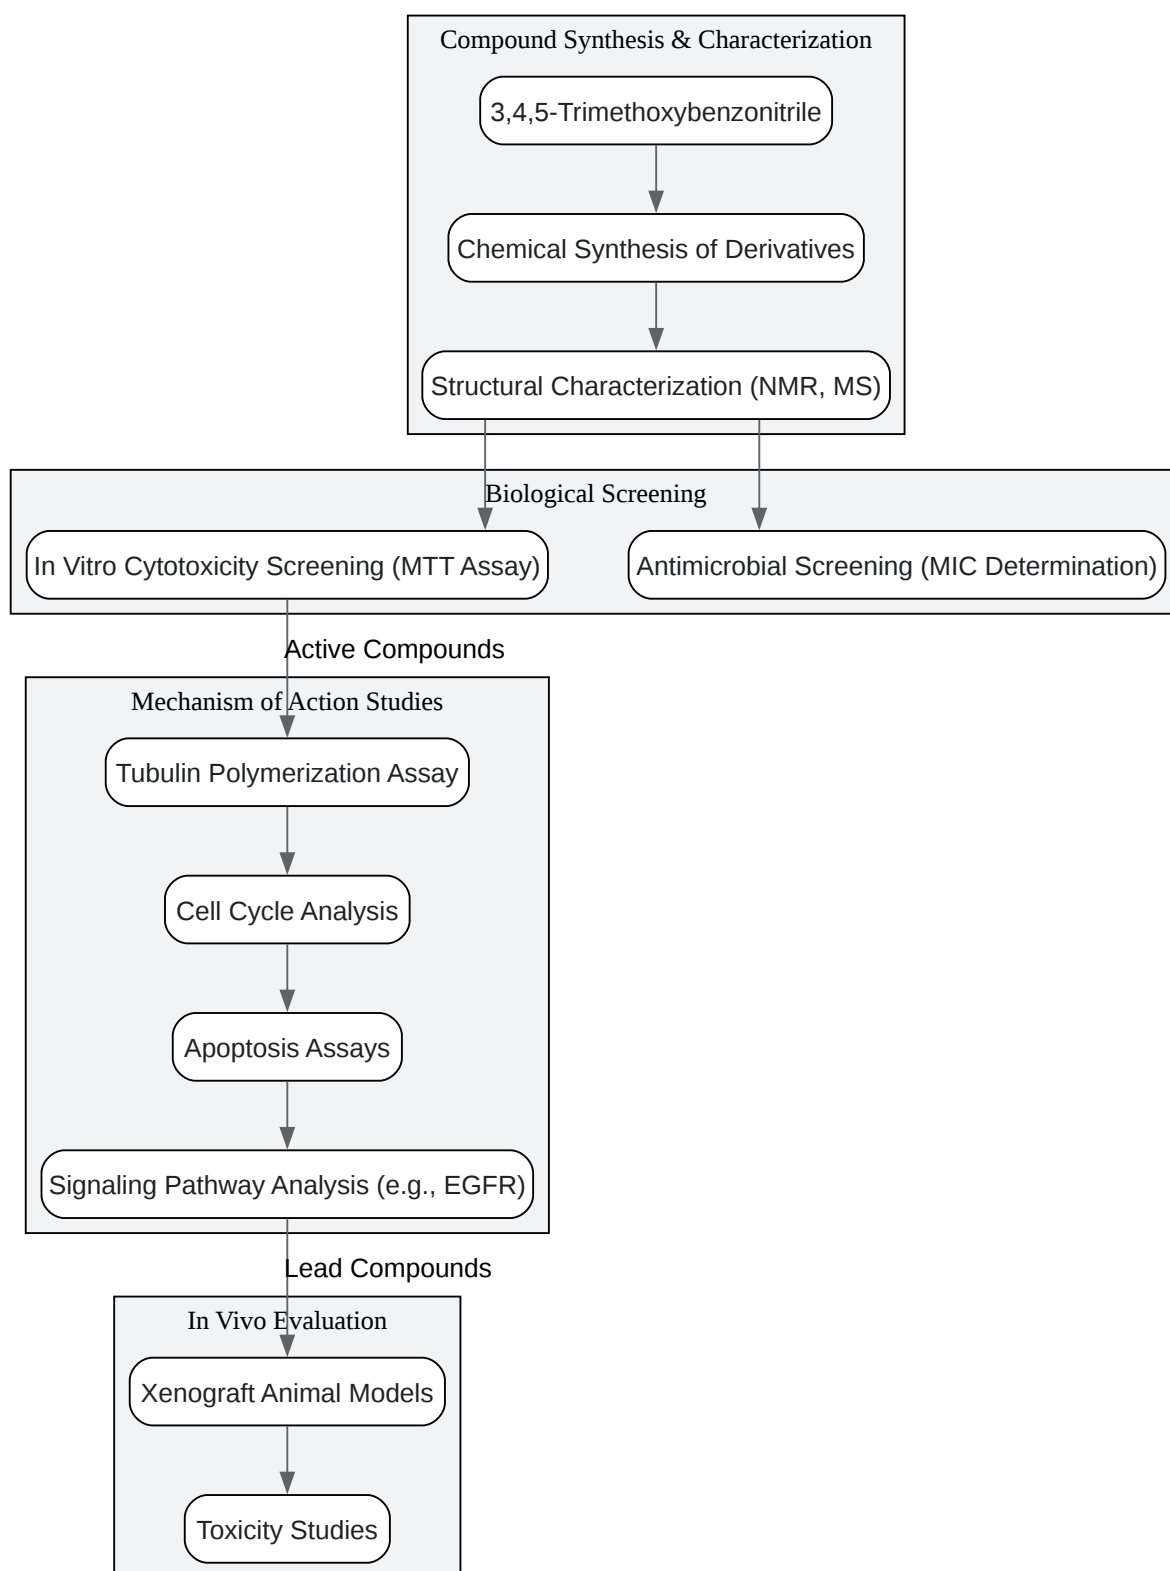 Compound Synthesis & Characterization
3,4,5-Trimethoxybenzonitrile
Chemical Synthesis of Derivatives
Structural Characterization (NMR, MS)
Biological Screening
In Vitro Cytotoxicity Screening (MTT Assay)
Antimicrobial Screening (MIC Determination)
Active Compounds
Mechanism of Action Studies
Tubulin Polymerization Assay
Cell Cycle Analysis
Apoptosis Assays
Signaling Pathway Analysis (e.g., EGFR)
Lead Compounds
In Vivo Evaluation
Xenograft Animal Models
Toxicity Studies